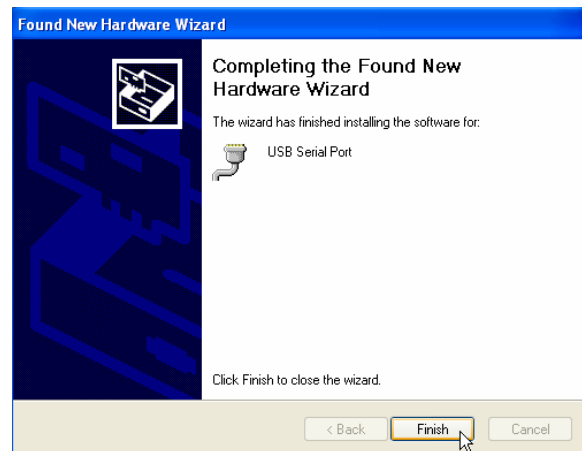 Found New Hardware Wizard
Completing the Found New
Hardware Wizard
The wizard has finished installing the software for:
USB Serial Port
Click Finish to close the wizard.
< Back
Finish
Cancel